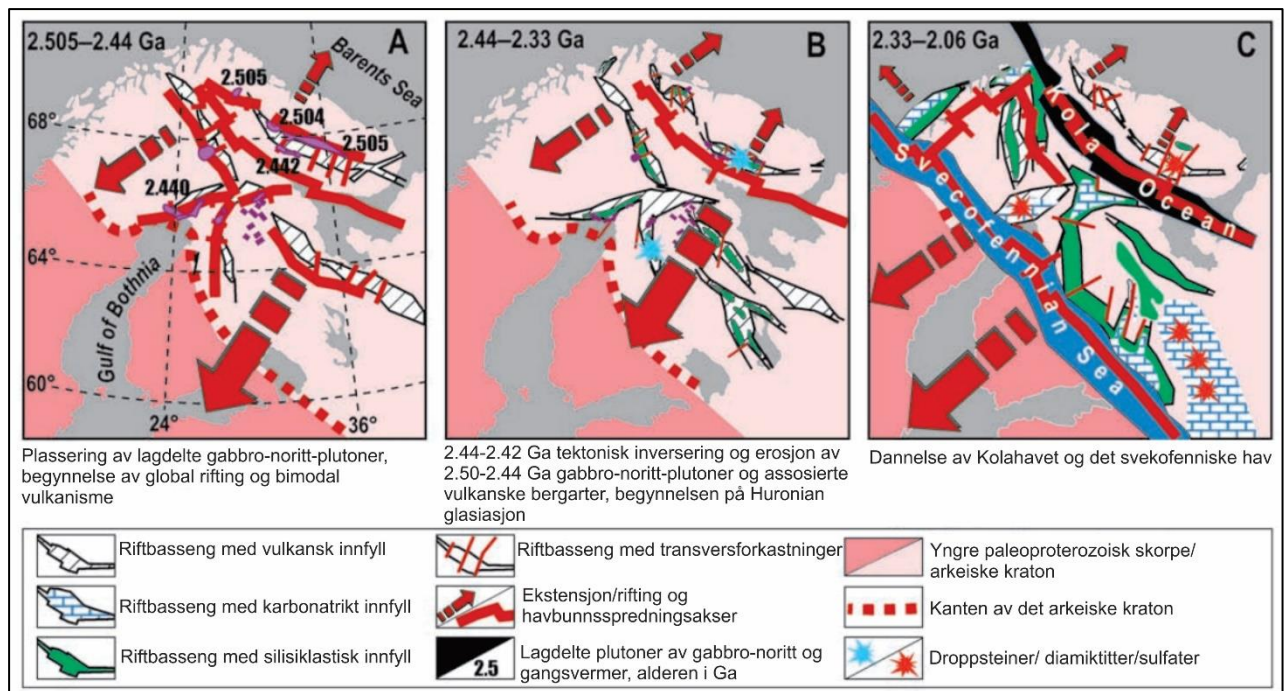 2.505–2.44 Ga
A
Barents Sea
2.505
2.504
2.505
68°
2.442
2.440
64°
Gulf of Bothnia
60°
24°
36°
2.44–2.33 Ga
B
2.33–2.06 Ga
C
Kola Ocean
Svecofennian Sea
Plassering av lagdelte gabbro-noritt-plutoner,
begynnelse av global rifting og bimodal
vulkanisme
2.44-2.42 Ga tektonisk inversering og erosjon av
2.50-2.44 Ga gabbro-noritt-plutoner og assosierte
vulkanske bergarter, begynnelsen på Huronian
glasiasjon
Dannelse av Kolahavet og det svekofenniske hav
Riftbasseng med vulkansk innfyll
Riftbasseng med karbonatrikt innfyll
Riftbasseng med silisiklastisk innfyll
Riftbasseng med transversforkastninger
Ekstensjon/rifting og
havbunnsspredningsakser
2.5
Lagdelte plutoner av gabbro-noritt og
gangsvermer, alderen i Ga
Yngre paleoproterozoisk skorpe/
arkeiske kraton
Kanten av det arkeiske kraton
Droppsteiner/ diamiktitter/sulfater